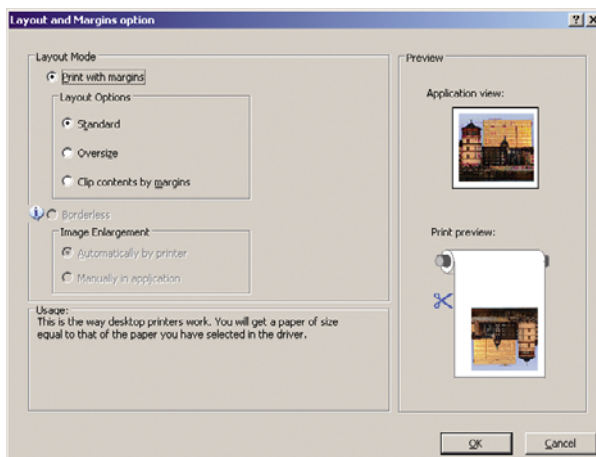 Layout and Margins option
Layout Mode
Print with margins
Layout Options
Standard
Oversize
Clip contents by margins
Borderless
Image Enlargement
Automatically by printer
Manually in application
Usage:
This is the way desktop printers work. You will get a paper of size
equal to that of the paper you have selected in the driver.
Preview
Application view:
Print preview:
OK
Cancel